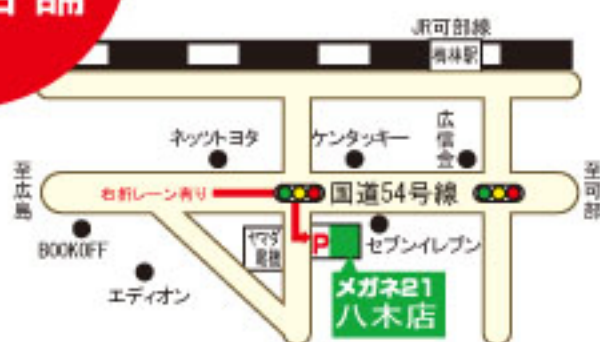 店舗
JR可部線
梅林駅
ネッツトヨタ
ケンタッキー
広信金
至広島
右折レーン有り
国道54号線
至可部
BOOKOFF
ヤマダ電機
P
セブンイレブン
エディオン
メガネ21
八木店